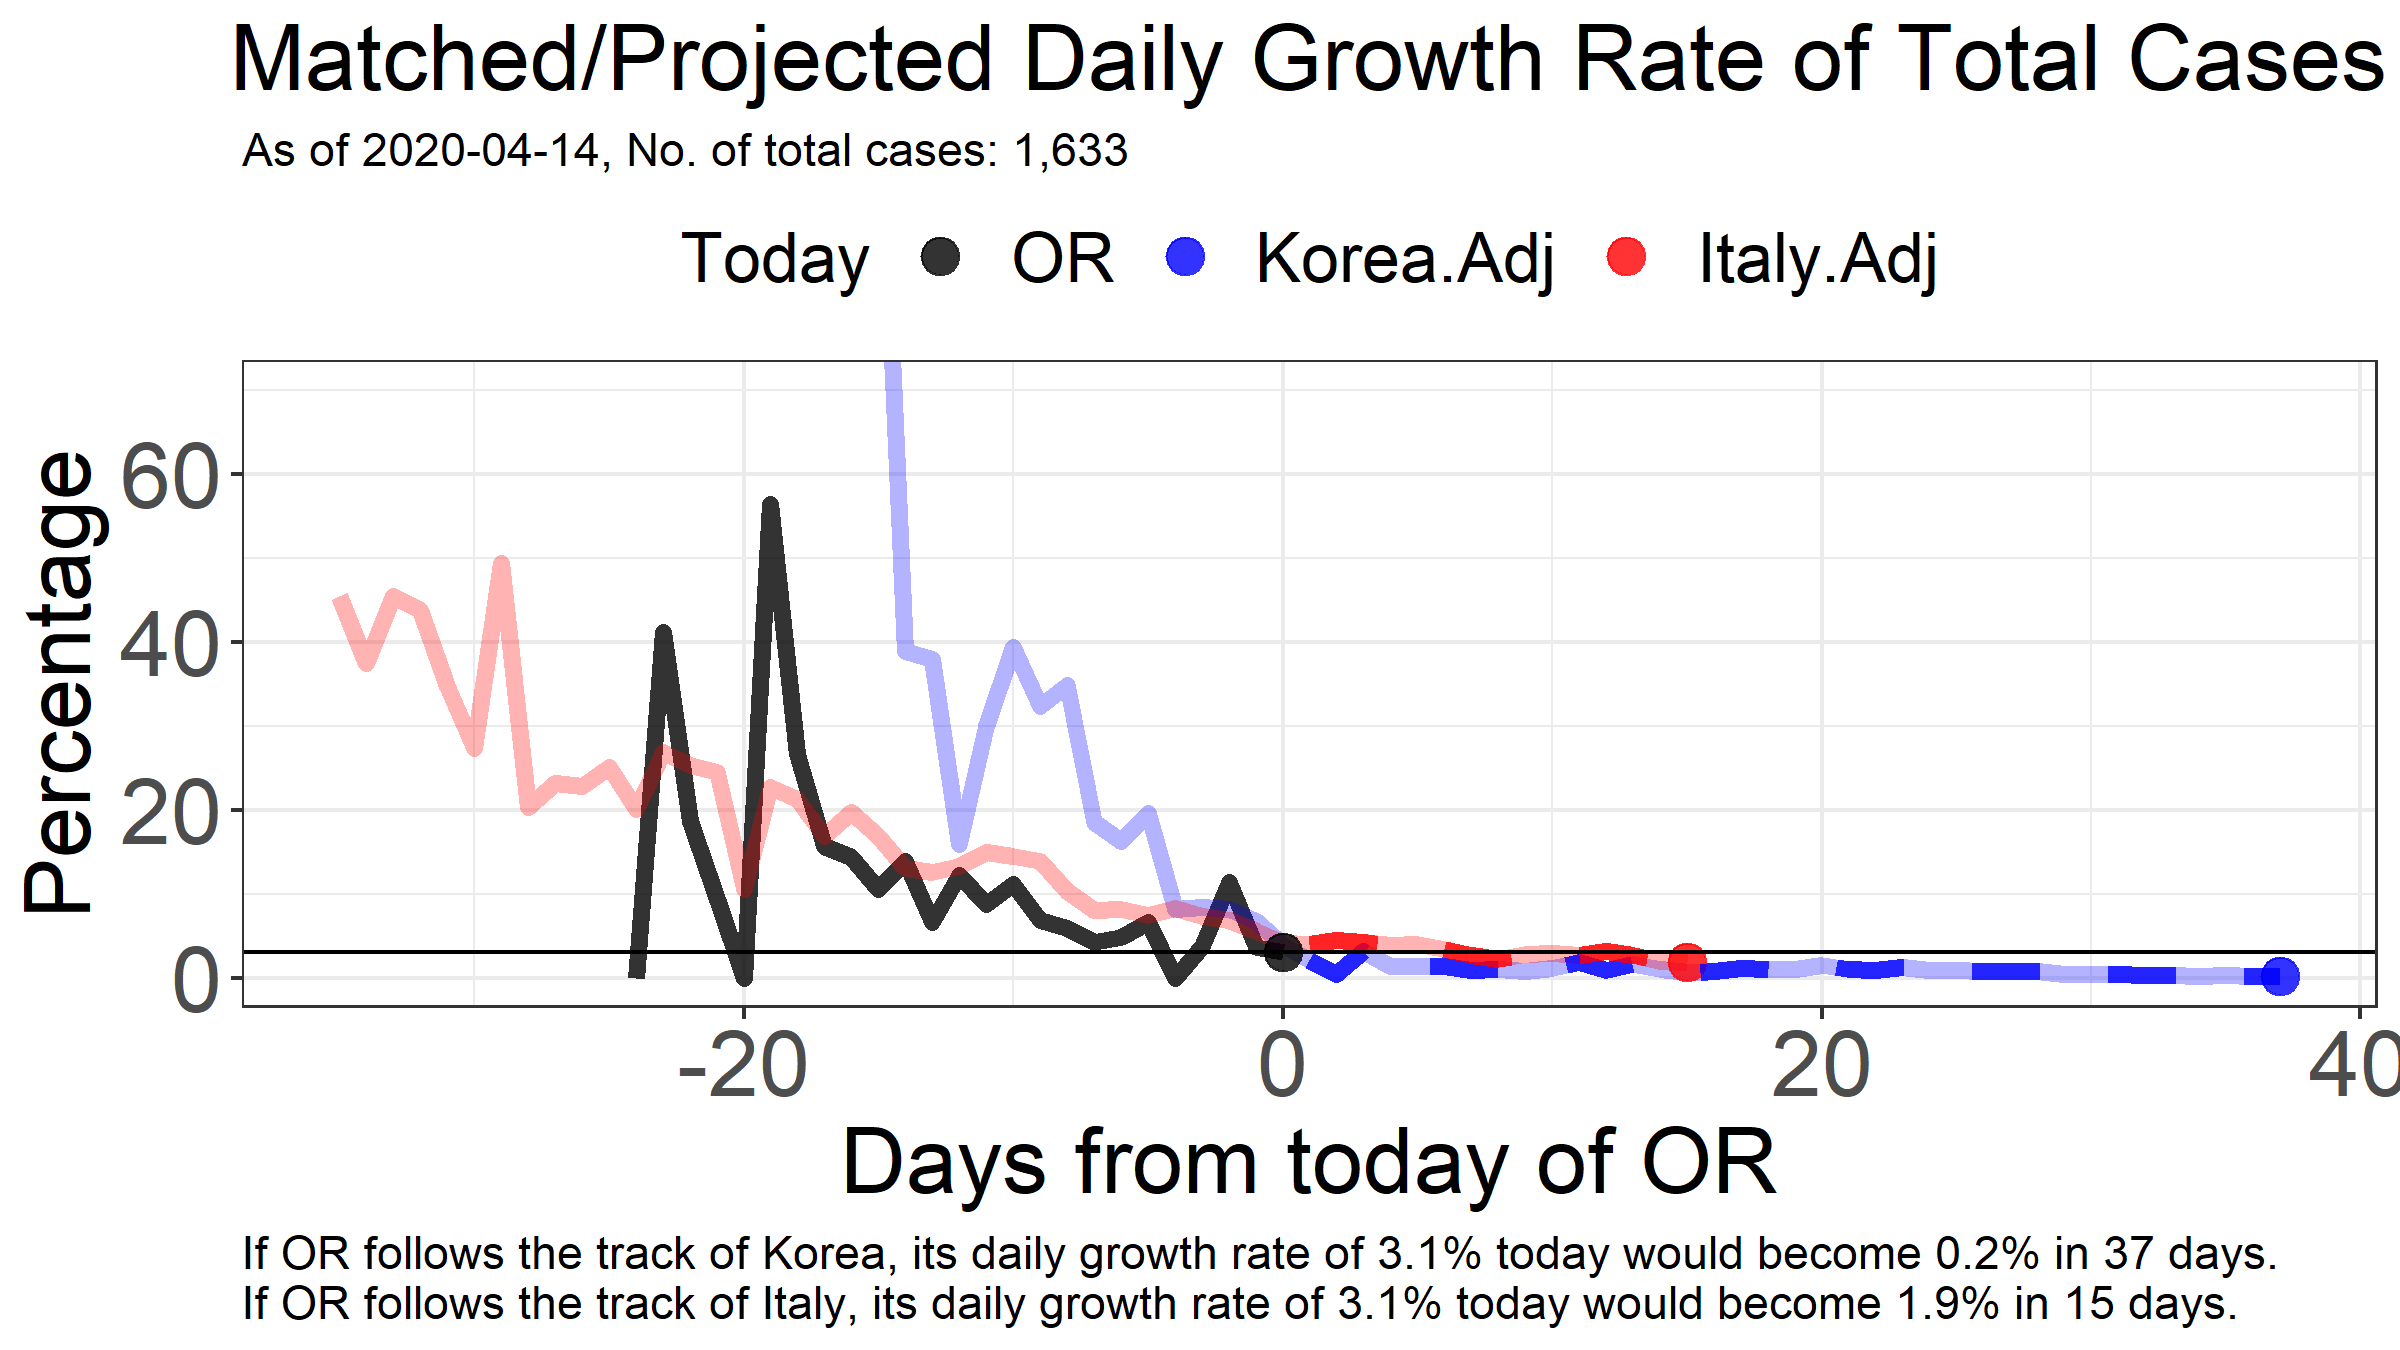 Matched/Projected Daily Growth Rate of Total Cases
As of 2020-04-14, No. of total cases: 1,633
Today OR Korea.Adj Italy.Adj
Percentage
60
40
20
0
-20 0 20 40
Days from today of OR
If OR follows the track of Korea, its daily growth rate of 3.1% today would become 0.2% in 37 days.
If OR follows the track of Italy, its daily growth rate of 3.1% today would become 1.9% in 15 days.